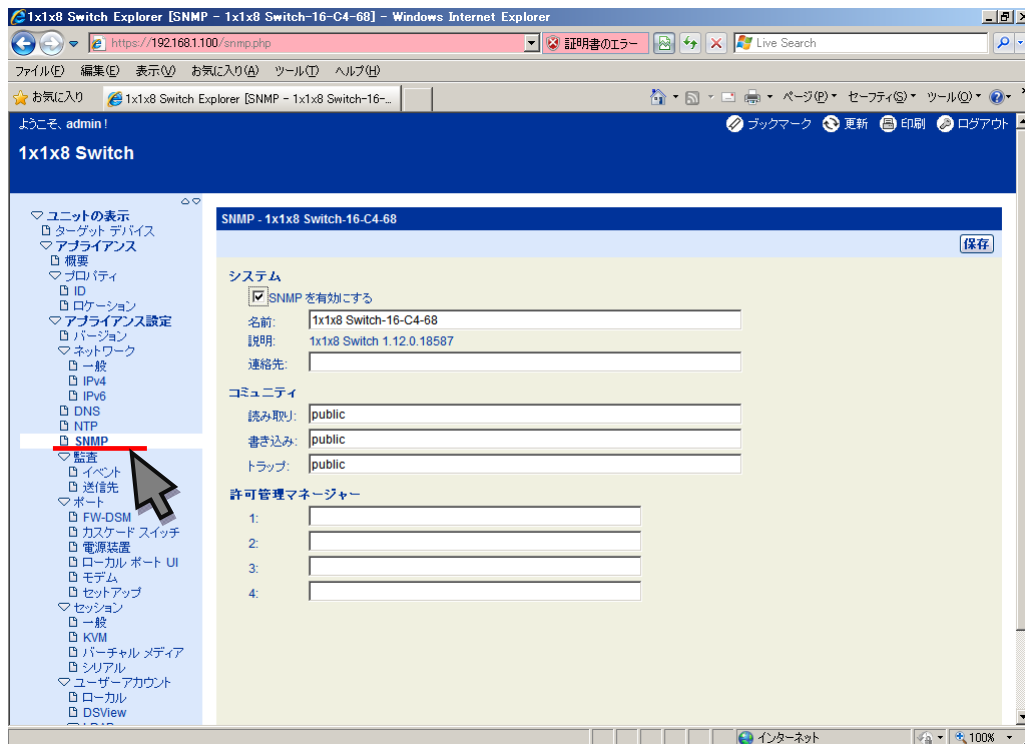 1x1x8 Switch Explorer [SNMP - 1x1x8 Switch-16-C4-68] - Windows Internet Explorer
https://192.168.1.100/snmp.php
証明書のエラー
Live Search
ファイル(F) 編集(E) 表示(V) お気に入り(A) ツール(T) ヘルプ(H)
お気に入り
1x1x8 Switch Explorer [SNMP - 1x1x8 Switch-16-...
ページ(P) セーフティ(S) ツール(O)
ようこそ、admin !
ブックマーク 更新 印刷 ログアウト
1x1x8 Switch
ユニットの表示
ターゲット デバイス
アプライアンス
概要
プロパティ
ID
ロケーション
アプライアンス設定
バージョン
ネットワーク
一般
IPv4
IPv6
DNS
NTP
SNMP
監査
イベント
送信先
ポート
FW-DSM
カスケード スイッチ
電源装置
ローカル ポート UI
モデム
セットアップ
セッション
一般
KVM
バーチャル メディア
シリアル
ユーザーアカウント
ローカル
DSView
SNMP - 1x1x8 Switch-16-C4-68
保存
システム
SNMP を有効にする
名前: 1x1x8 Switch-16-C4-68
説明: 1x1x8 Switch 1.12.0.18587
連絡先:
コミュニティ
読み取り: public
書き込み: public
トラップ: public
許可管理マネージャー
1:
2:
3:
4:
インターネット
100%